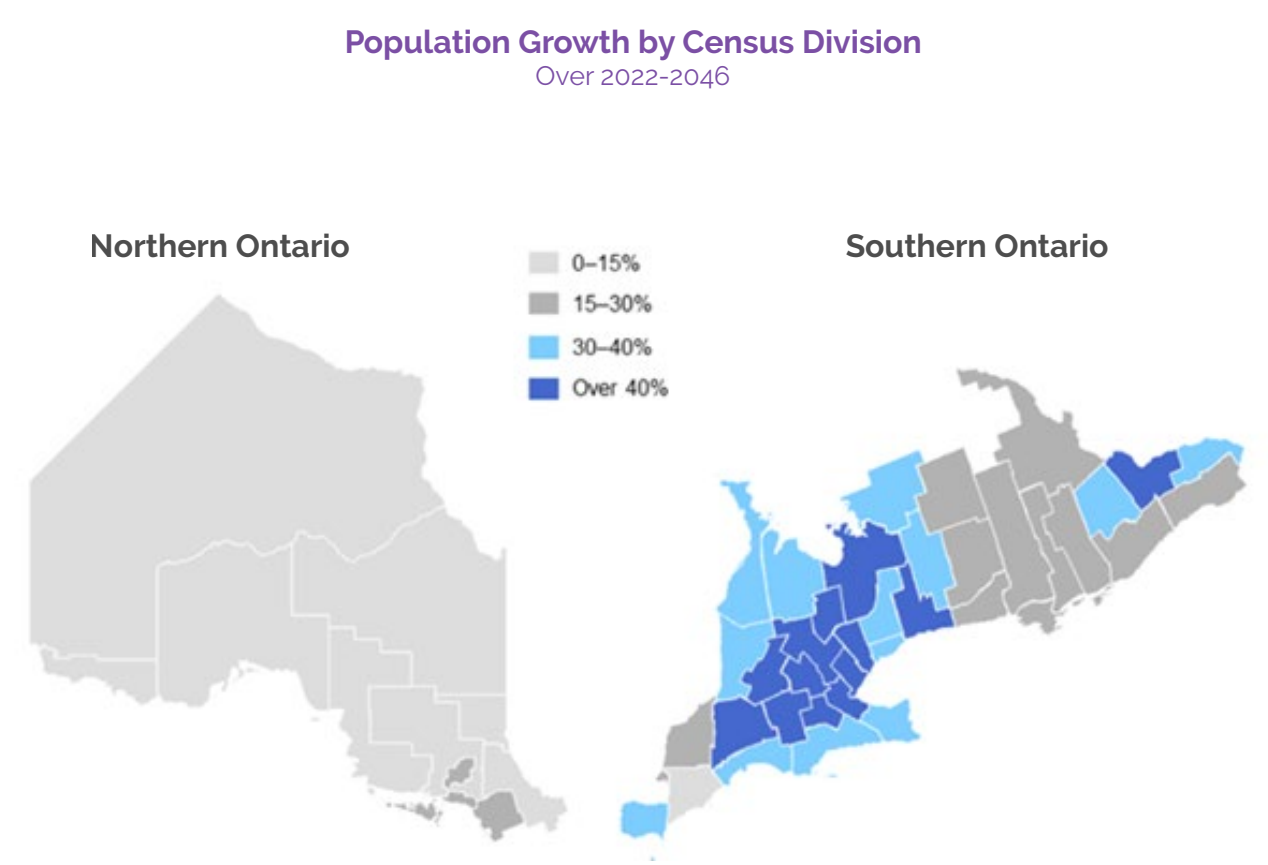 Population Growth by Census Division
Over 2022-2046
Northern Ontario
Southern Ontario
0–15%
15–30%
30–40%
Over 40%